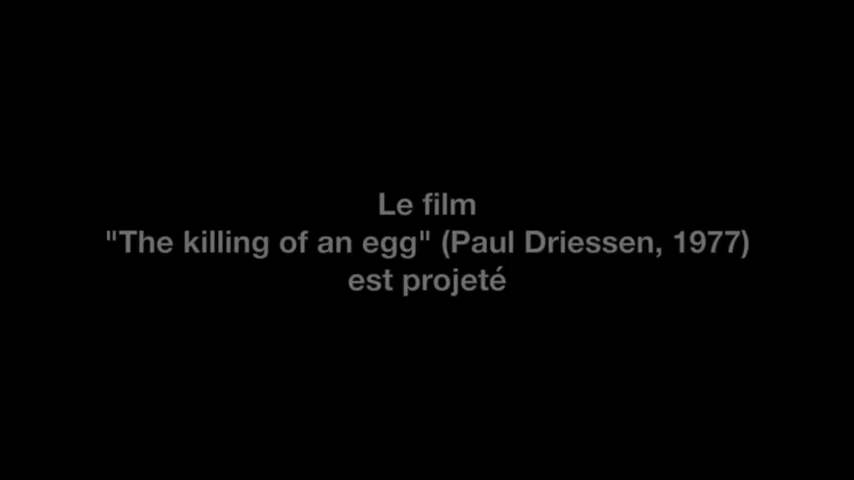 Le film
"The killing of an egg" (Paul Driessen, 1977)
est projeté